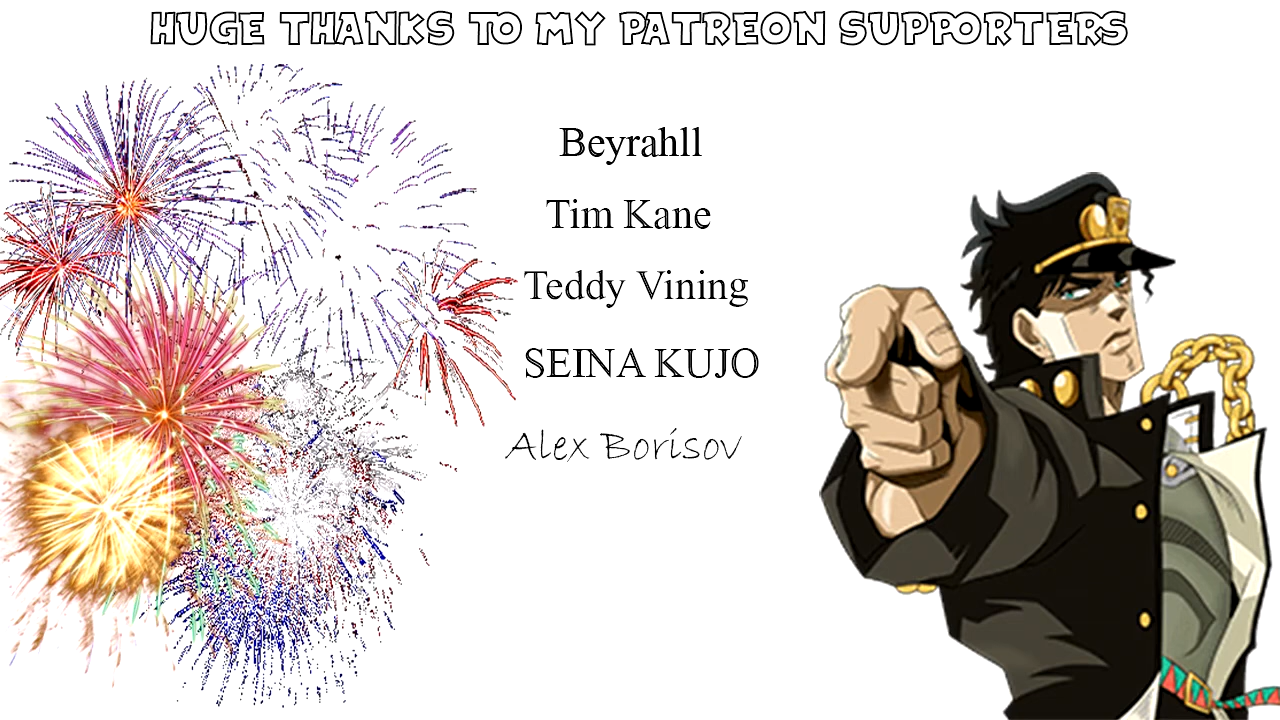 HUGE THANKS TO MY PATREON SUPPORTERS
Beyrahll
Tim Kane
Teddy Vining
SEINA KUJO
Alex Borisov